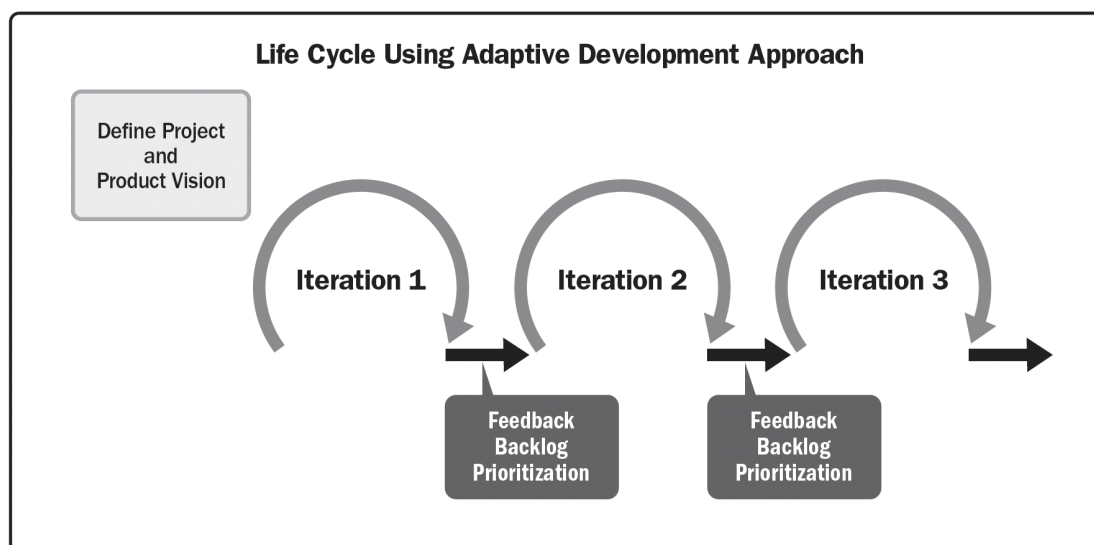 Life Cycle Using Adaptive Development Approach
Define Project
and
Product Vision
Iteration 1
Iteration 2
Iteration 3
Feedback
Backlog
Prioritization
Feedback
Backlog
Prioritization